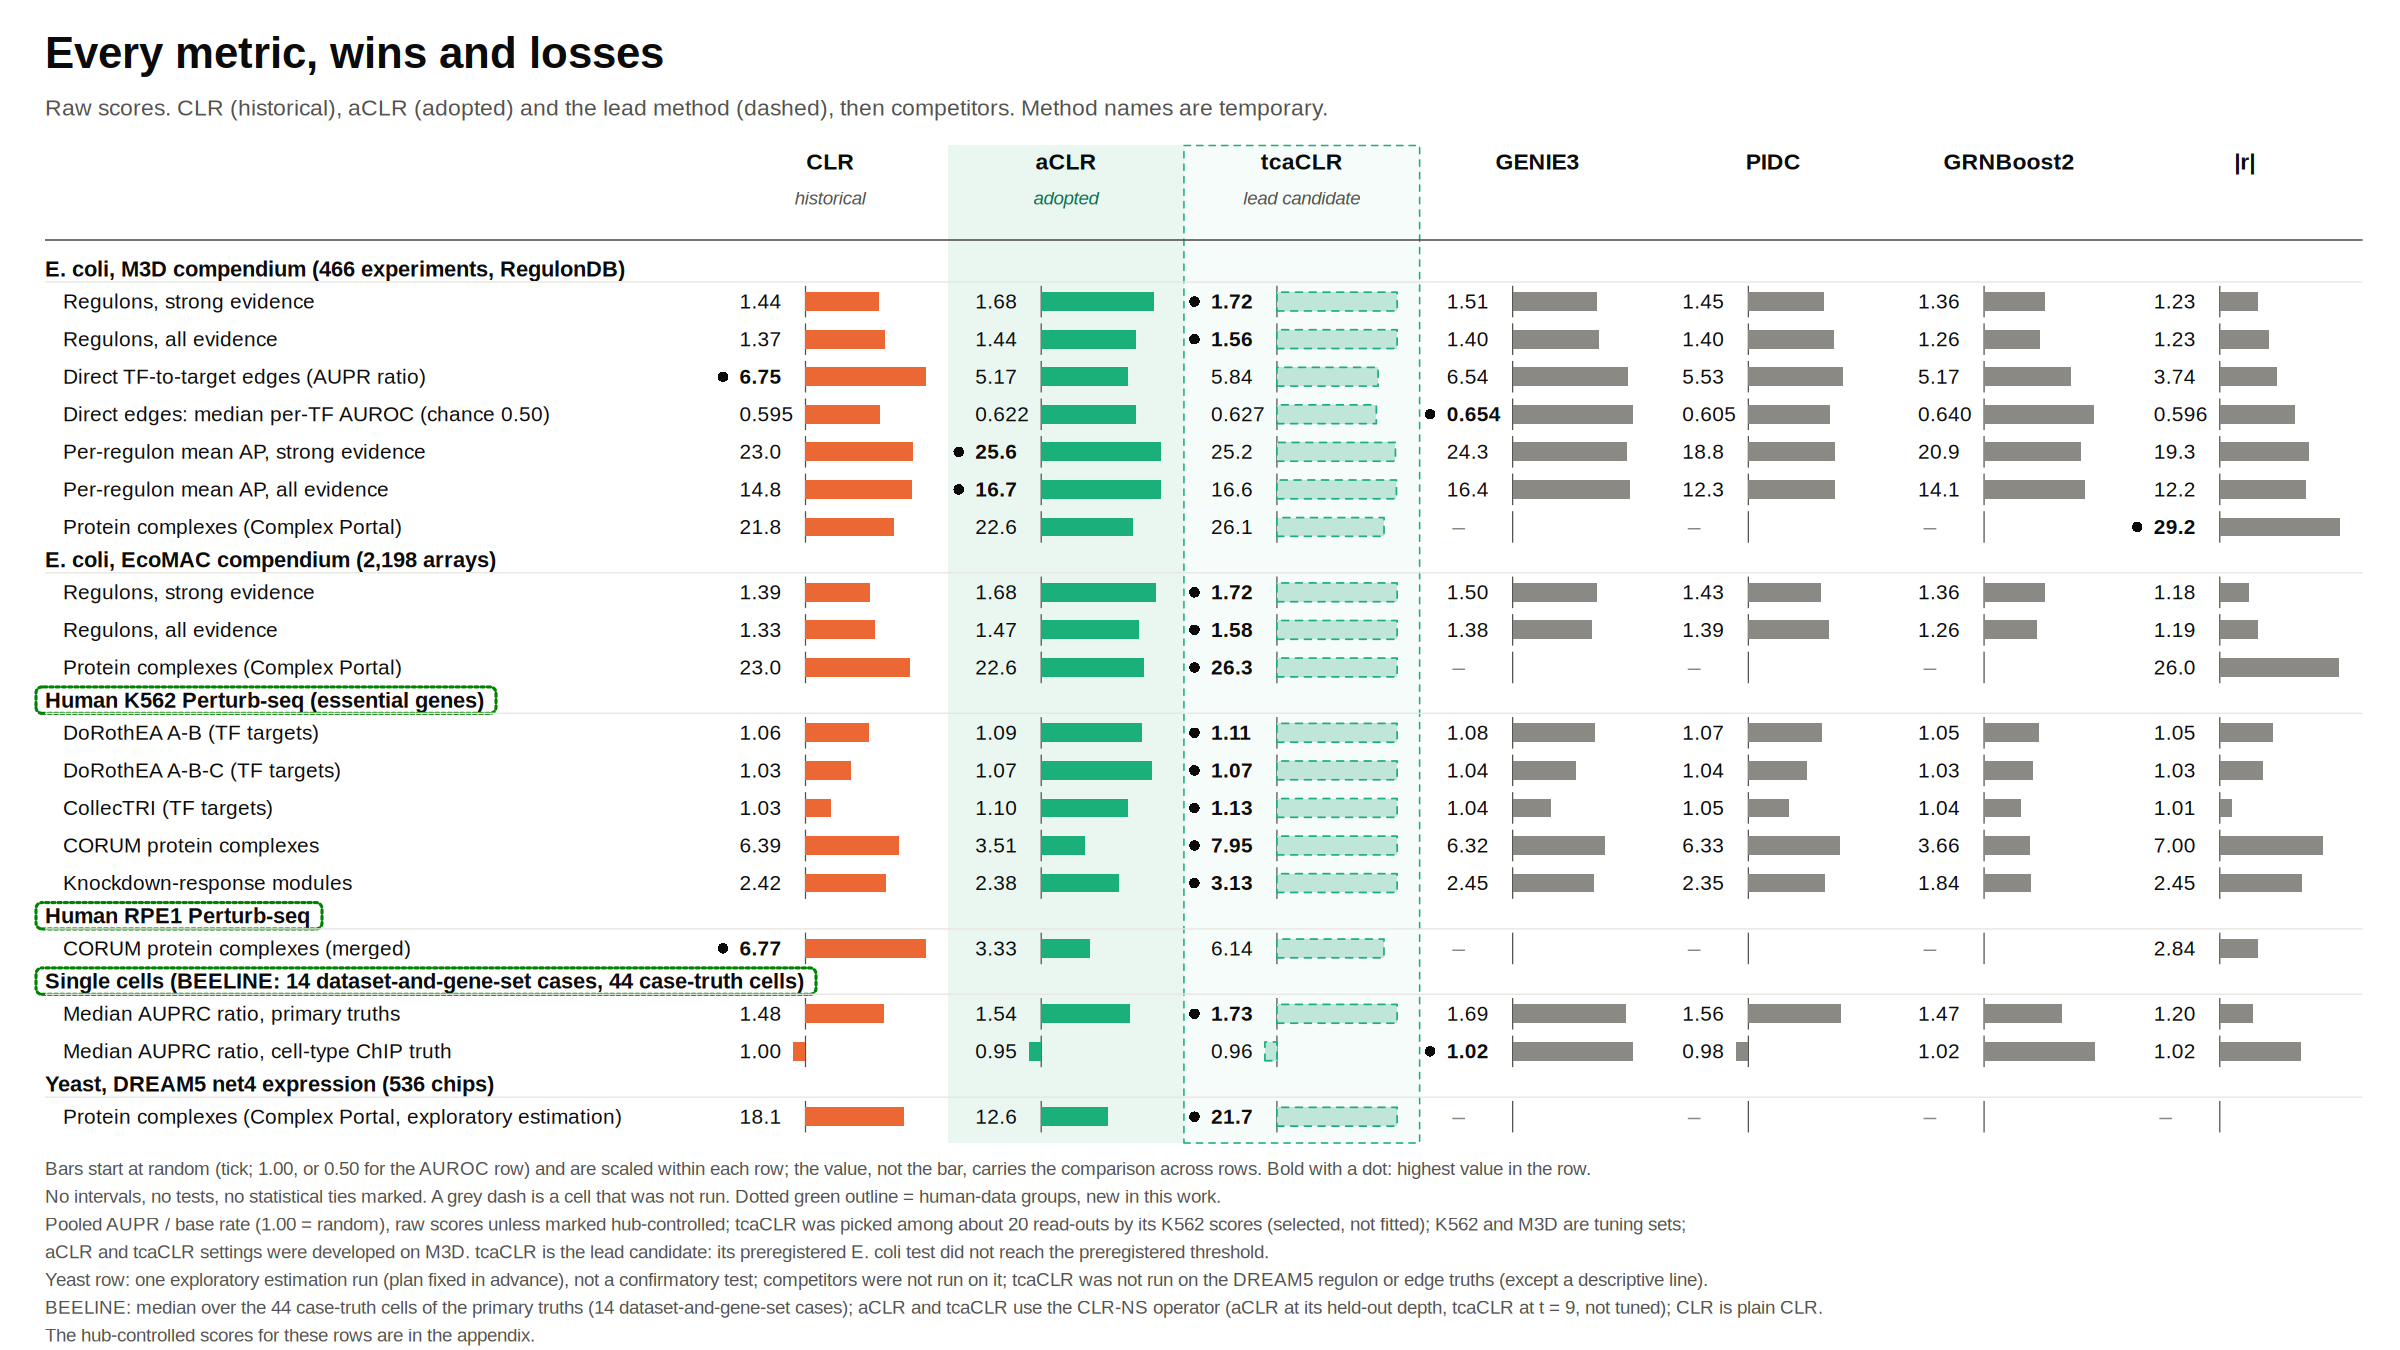 Every metric, wins and losses
Raw scores. CLR (historical), aCLR (adopted) and the lead method (dashed), then competitors. Method names are temporary.
CLR aCLR tcaCLR GENIE3 PIDC GRNBoost2 |r|
historical adopted lead candidate
E. coli, M3D compendium (466 experiments, RegulonDB)
Regulons, strong evidence 1.44 1.68 • 1.72 1.51 1.45 1.36 1.23
Regulons, all evidence 1.37 1.44 • 1.56 1.40 1.40 1.26 1.23
Direct TF-to-target edges (AUPR ratio) • 6.75 5.17 5.84 6.54 5.53 5.17 3.74
Direct edges: median per-TF AUROC (chance 0.50) 0.595 0.622 0.627 • 0.654 0.605 0.640 0.596
Per-regulon mean AP, strong evidence 23.0 • 25.6 25.2 24.3 18.8 20.9 19.3
Per-regulon mean AP, all evidence 14.8 • 16.7 16.6 16.4 12.3 14.1 12.2
Protein complexes (Complex Portal) 21.8 22.6 26.1 – – – • 29.2
E. coli, EcoMAC compendium (2,198 arrays)
Regulons, strong evidence 1.39 1.68 • 1.72 1.50 1.43 1.36 1.18
Regulons, all evidence 1.33 1.47 • 1.58 1.38 1.39 1.26 1.19
Protein complexes (Complex Portal) 23.0 22.6 • 26.3 – – – 26.0
Human K562 Perturb-seq (essential genes)
DoRothEA A-B (TF targets) 1.06 1.09 • 1.11 1.08 1.07 1.05 1.05
DoRothEA A-B-C (TF targets) 1.03 1.07 • 1.07 1.04 1.04 1.03 1.03
CollecTRI (TF targets) 1.03 1.10 • 1.13 1.04 1.05 1.04 1.01
CORUM protein complexes 6.39 3.51 • 7.95 6.32 6.33 3.66 7.00
Knockdown-response modules 2.42 2.38 • 3.13 2.45 2.35 1.84 2.45
Human RPE1 Perturb-seq
CORUM protein complexes (merged) • 6.77 3.33 6.14 – – – 2.84
Single cells (BEELINE: 14 dataset-and-gene-set cases, 44 case-truth cells)
Median AUPRC ratio, primary truths 1.48 1.54 • 1.73 1.69 1.56 1.47 1.20
Median AUPRC ratio, cell-type ChIP truth 1.00 0.95 0.96 • 1.02 0.98 1.02 1.02
Yeast, DREAM5 net4 expression (536 chips)
Protein complexes (Complex Portal, exploratory estimation) 18.1 12.6 • 21.7 – – – –
Bars start at random (tick; 1.00, or 0.50 for the AUROC row) and are scaled within each row; the value, not the bar, carries the comparison across rows. Bold with a dot: highest value in the row.
No intervals, no tests, no statistical ties marked. A grey dash is a cell that was not run. Dotted green outline = human-data groups, new in this work.
Pooled AUPR / base rate (1.00 = random), raw scores unless marked hub-controlled; tcaCLR was picked among about 20 read-outs by its K562 scores (selected, not fitted); K562 and M3D are tuning sets;
aCLR and tcaCLR settings were developed on M3D. tcaCLR is the lead candidate: its preregistered E. coli test did not reach the preregistered threshold.
Yeast row: one exploratory estimation run (plan fixed in advance), not a confirmatory test; competitors were not run on it; tcaCLR was not run on the DREAM5 regulon or edge truths (except a descriptive line).
BEELINE: median over the 44 case-truth cells of the primary truths (14 dataset-and-gene-set cases); aCLR and tcaCLR use the CLR-NS operator (aCLR at its held-out depth, tcaCLR at t = 9, not tuned); CLR is plain CLR.
The hub-controlled scores for these rows are in the appendix.